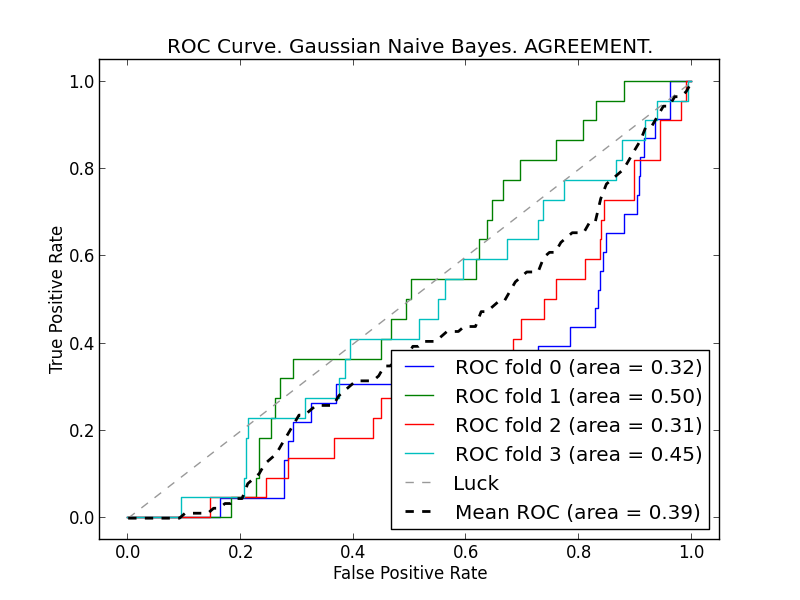 ROC Curve. Gaussian Naive Bayes. AGREEMENT.
True Positive Rate
1.0
0.8
0.6
0.4
0.2
0.0
ROC fold 0 (area = 0.32)
ROC fold 1 (area = 0.50)
ROC fold 2 (area = 0.31)
ROC fold 3 (area = 0.45)
Luck
Mean ROC (area = 0.39)
0.0 0.2 0.4 0.6 0.8 1.0
False Positive Rate